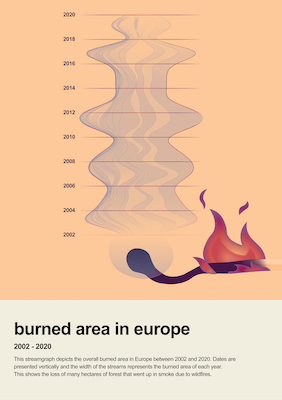 2020
2018
2016
2014
2012
2010
2008
2006
2004
2002
burned area in europe
2002 - 2020
This streamgraph depicts the overall burned area in Europe between 2002 and 2020. Dates are
presented vertically and the width of the streams represents the burned area of each year.
This shows the loss of many hectares of forest that went up in smoke due to wildfires.